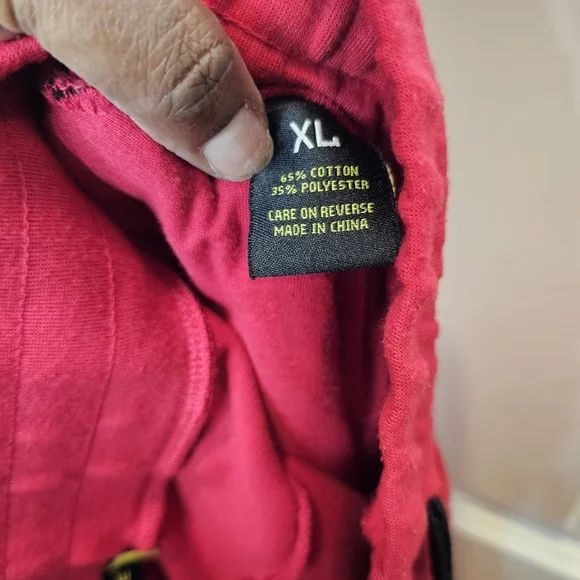 XL
65% COTTON
35% POLYESTER
CARE ON REVERSE
MADE IN CHINA